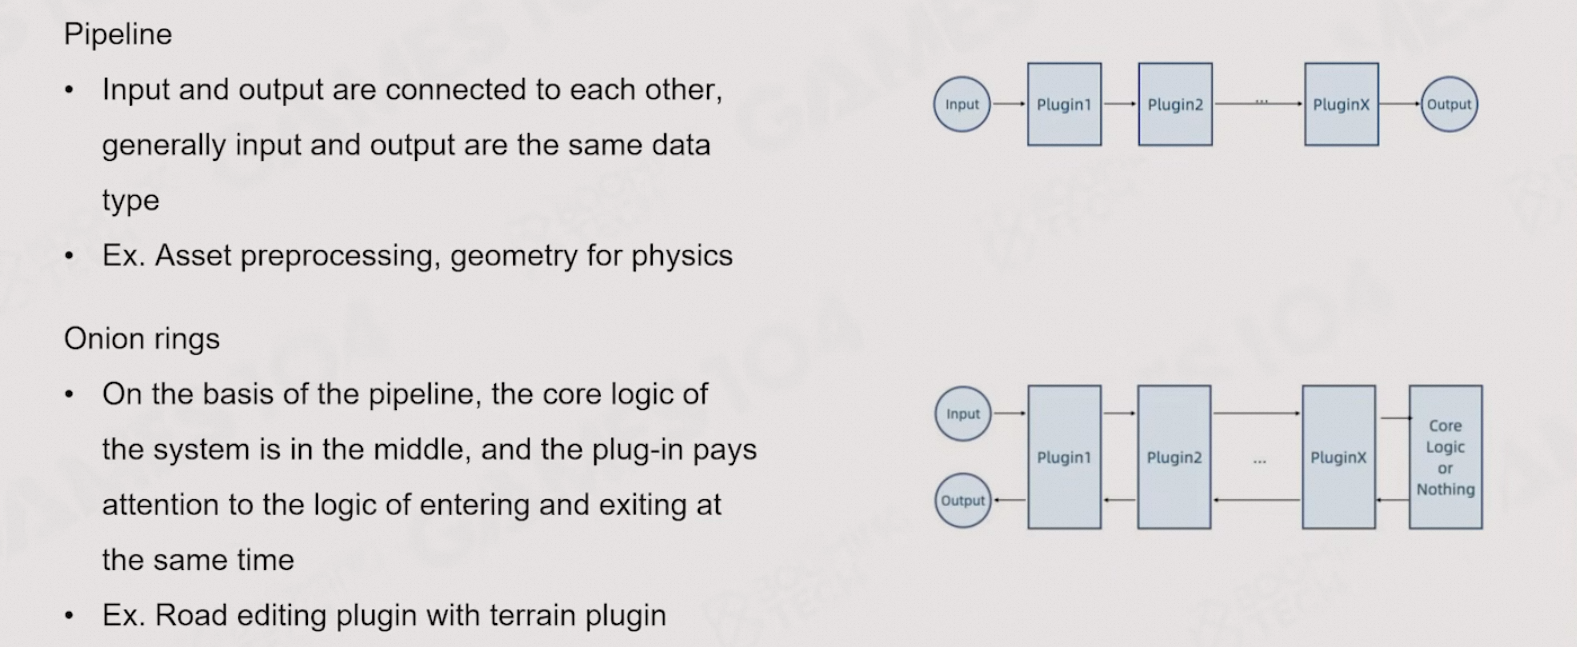 Pipeline
• Input and output are connected to each other,
generally input and output are the same data
type
• Ex. Asset preprocessing, geometry for physics
Input
Plugin1
Plugin2
...
PluginX
Output
Onion rings
• On the basis of the pipeline, the core logic of
the system is in the middle, and the plug-in pays
attention to the logic of entering and exiting at
the same time
• Ex. Road editing plugin with terrain plugin
Input
Output
Plugin1
Plugin2
...
PluginX
Core
Logic
or
Nothing
GAMES104
BOOMING
TECH